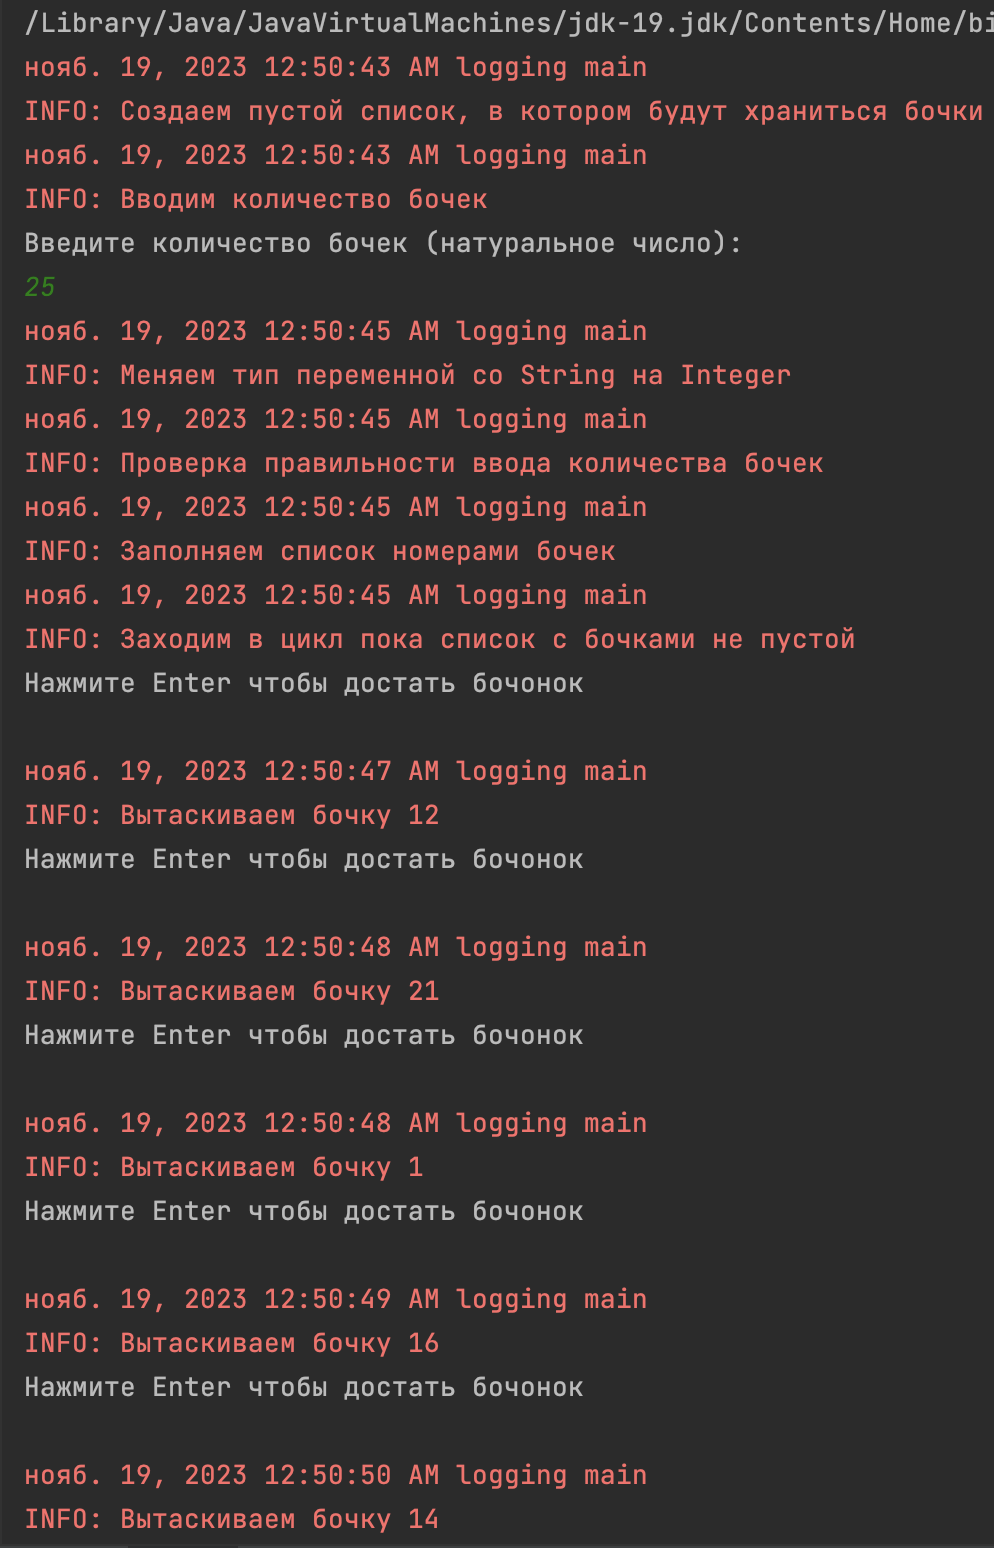 /Library/Java/JavaVirtualMachines/jdk-19.jdk/Contents/Home/bi
нояб. 19, 2023 12:50:43 AM logging main
INFO: Создаем пустой список, в котором будут храниться бочки
нояб. 19, 2023 12:50:43 AM logging main
INFO: Вводим количество бочек
Введите количество бочек (натуральное число):
25
нояб. 19, 2023 12:50:45 AM logging main
INFO: Меняем тип переменной со String на Integer
нояб. 19, 2023 12:50:45 AM logging main
INFO: Проверка правильности ввода количества бочек
нояб. 19, 2023 12:50:45 AM logging main
INFO: Заполняем список номерами бочек
нояб. 19, 2023 12:50:45 AM logging main
INFO: Заходим в цикл пока список с бочками не пустой
Нажмите Enter чтобы достать бочонок
нояб. 19, 2023 12:50:47 AM logging main
INFO: Вытаскиваем бочку 12
Нажмите Enter чтобы достать бочонок
нояб. 19, 2023 12:50:48 AM logging main
INFO: Вытаскиваем бочку 21
Нажмите Enter чтобы достать бочонок
нояб. 19, 2023 12:50:48 AM logging main
INFO: Вытаскиваем бочку 1
Нажмите Enter чтобы достать бочонок
нояб. 19, 2023 12:50:49 AM logging main
INFO: Вытаскиваем бочку 16
Нажмите Enter чтобы достать бочонок
нояб. 19, 2023 12:50:50 AM logging main
INFO: Вытаскиваем бочку 14